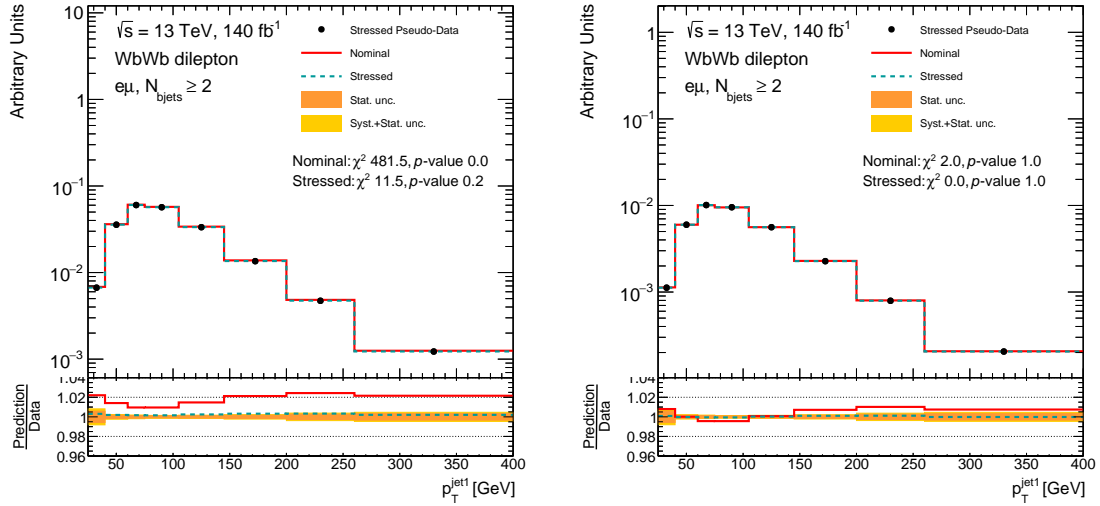 Arbitrary Units
√s = 13 TeV, 140 fb⁻¹
WbWb dilepton
eμ, N_bjets ≥ 2
Stressed Pseudo-Data
Nominal
Stressed
Stat. unc.
Syst.+Stat. unc.
Nominal: χ² 481.5, p-value 0.0
Stressed: χ² 11.5, p-value 0.2
10
1
10⁻¹
10⁻²
10⁻³
Prediction
Data
1.04
1.02
1
0.98
0.96
50 100 150 200 250 300 350 400
p_T^jet1 [GeV]
Arbitrary Units
√s = 13 TeV, 140 fb⁻¹
WbWb dilepton
eμ, N_bjets ≥ 2
Stressed Pseudo-Data
Nominal
Stressed
Stat. unc.
Syst.+Stat. unc.
Nominal: χ² 2.0, p-value 1.0
Stressed: χ² 0.0, p-value 1.0
1
10⁻¹
10⁻²
10⁻³
Prediction
Data
1.04
1.02
1
0.98
0.96
50 100 150 200 250 300 350 400
p_T^jet1 [GeV]